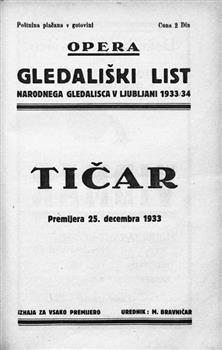 Poštnina plačana v gotovini Cena 2 Din
OPERA
GLEDALIŠKI LIST
NARODNEGA GLEDALIŠČA V LJUBLJANI 1933/34
TIČAR
Premijera 25. decembra 1933
IZHAJA ZA VSAKO PREMIJERO UREDNIK: M. BRAVNIČAR